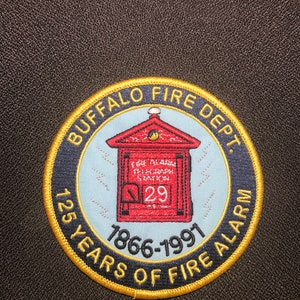 BUFFALO FIRE DEPT.
FIRE ALARM
TELEGRAPH
STATION
29
1866-1991
125 YEARS OF FIRE ALARM